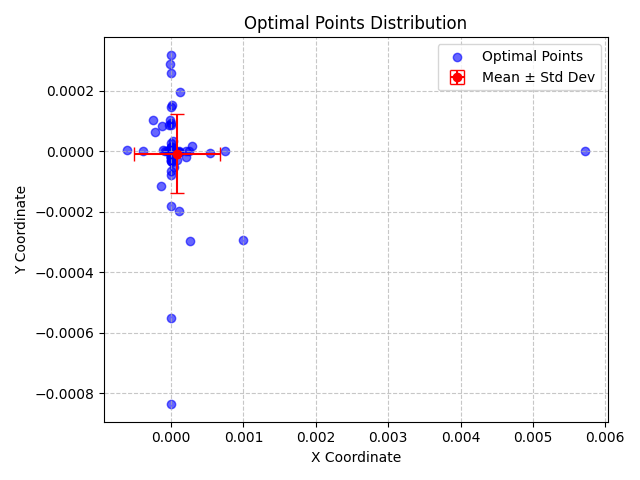 Optimal Points Distribution
Optimal Points
Mean ± Std Dev
0.0002
0.0000
−0.0002
−0.0004
−0.0006
−0.0008
Y Coordinate
0.000 0.001 0.002 0.003 0.004 0.005 0.006
X Coordinate